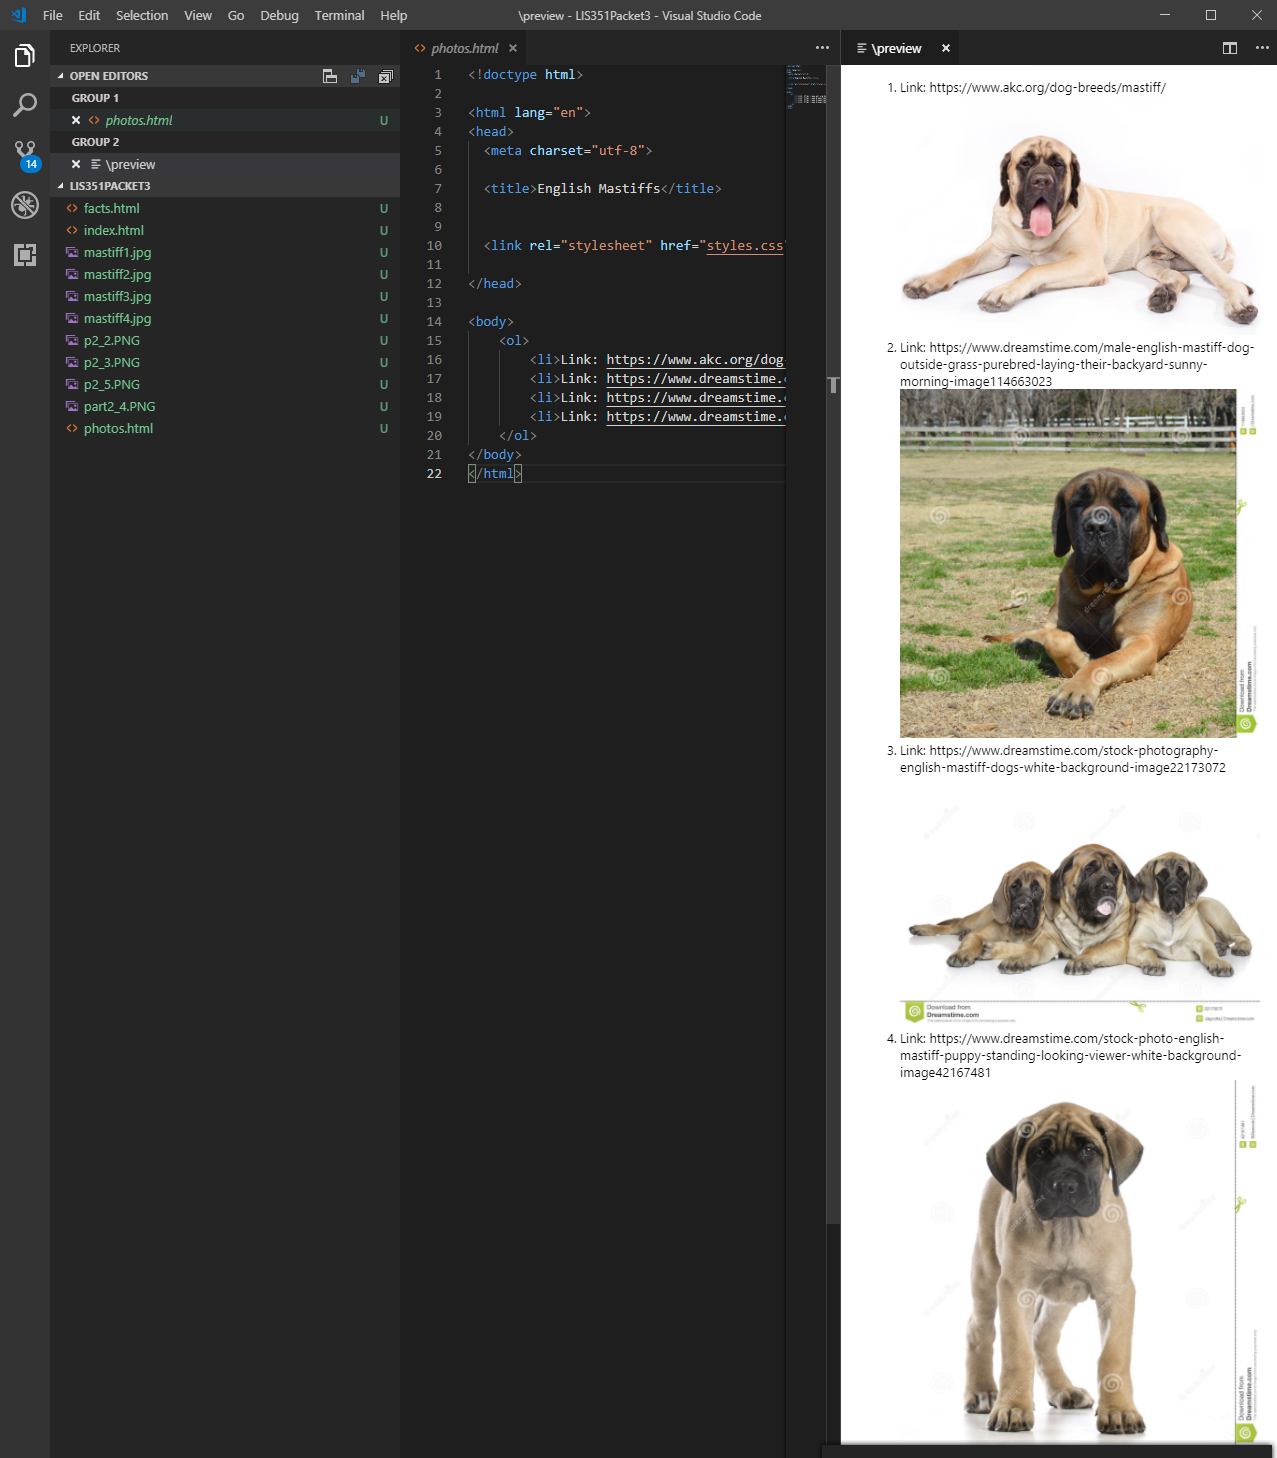 File Edit Selection View Go Debug Terminal Help
\preview - LIS351Packet3 - Visual Studio Code
EXPLORER
OPEN EDITORS
GROUP 1
photos.html U
GROUP 2
\preview
LIS351PACKET3
facts.html U
index.html U
mastiff1.jpg U
mastiff2.jpg U
mastiff3.jpg U
mastiff4.jpg U
p2_2.PNG U
p2_3.PNG U
p2_5.PNG U
part2_4.PNG U
photos.html U
14
photos.html
1 <!doctype html>
2
3 <html lang="en">
4 <head>
5 <meta charset="utf-8">
6
7 <title>English Mastiffs</title>
8
9
10 <link rel="stylesheet" href="styles.css"
11
12 </head>
13
14 <body>
15 <ol>
16 <li>Link: https://www.akc.org/dog-
17 <li>Link: https://www.dreamstime.c
18 <li>Link: https://www.dreamstime.c
19 <li>Link: https://www.dreamstime.c
20 </ol>
21 </body>
22 </html>
\preview
1. Link: https://www.akc.org/dog-breeds/mastiff/
2. Link: https://www.dreamstime.com/male-english-mastiff-dog-
outside-grass-purebred-laying-their-backyard-sunny-
morning-image114663023
dreamstime
Download from
Dreamstime.com
3. Link: https://www.dreamstime.com/stock-photography-
english-mastiff-dogs-white-background-image22173072
Download from
Dreamstime.com
4. Link: https://www.dreamstime.com/stock-photo-english-
mastiff-puppy-standing-looking-viewer-white-background-
image42167481
Download from
Dreamstime.com